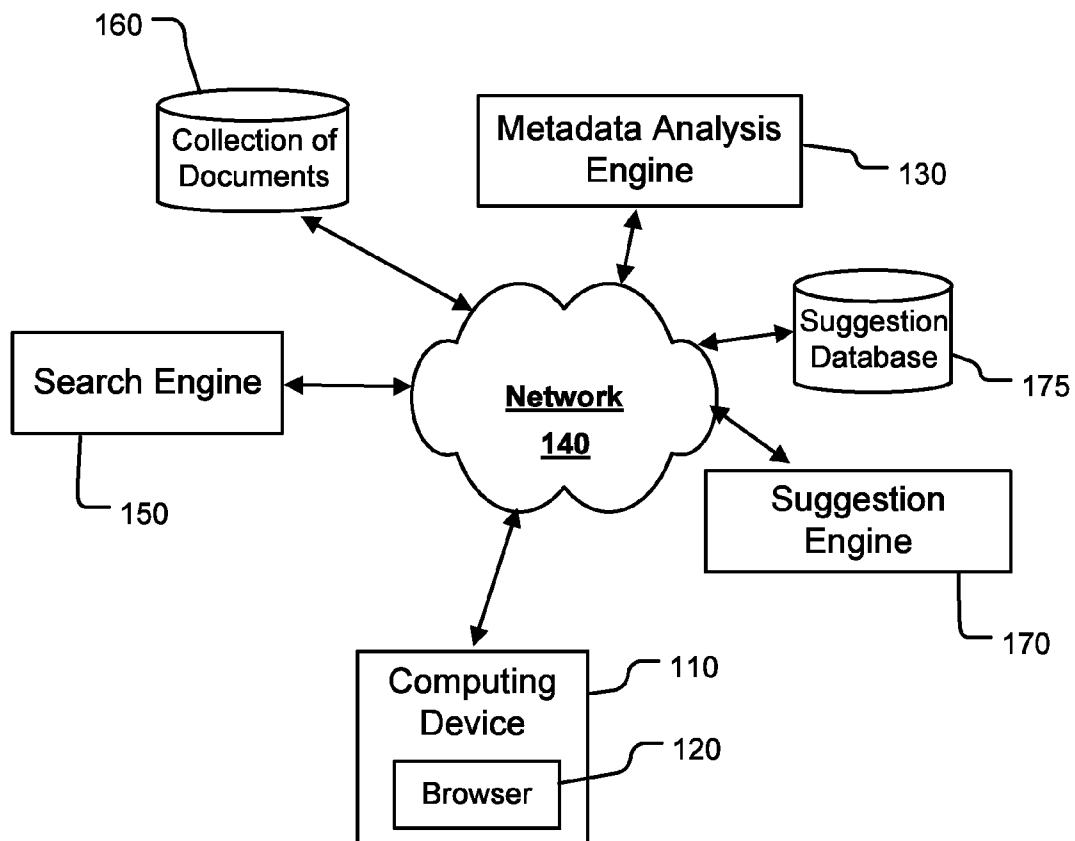 160
Collection of
Documents
Metadata Analysis
Engine
130
Suggestion
Database
175
Search Engine
150
Network
140
Suggestion
Engine
170
Computing
Device
110
Browser
120